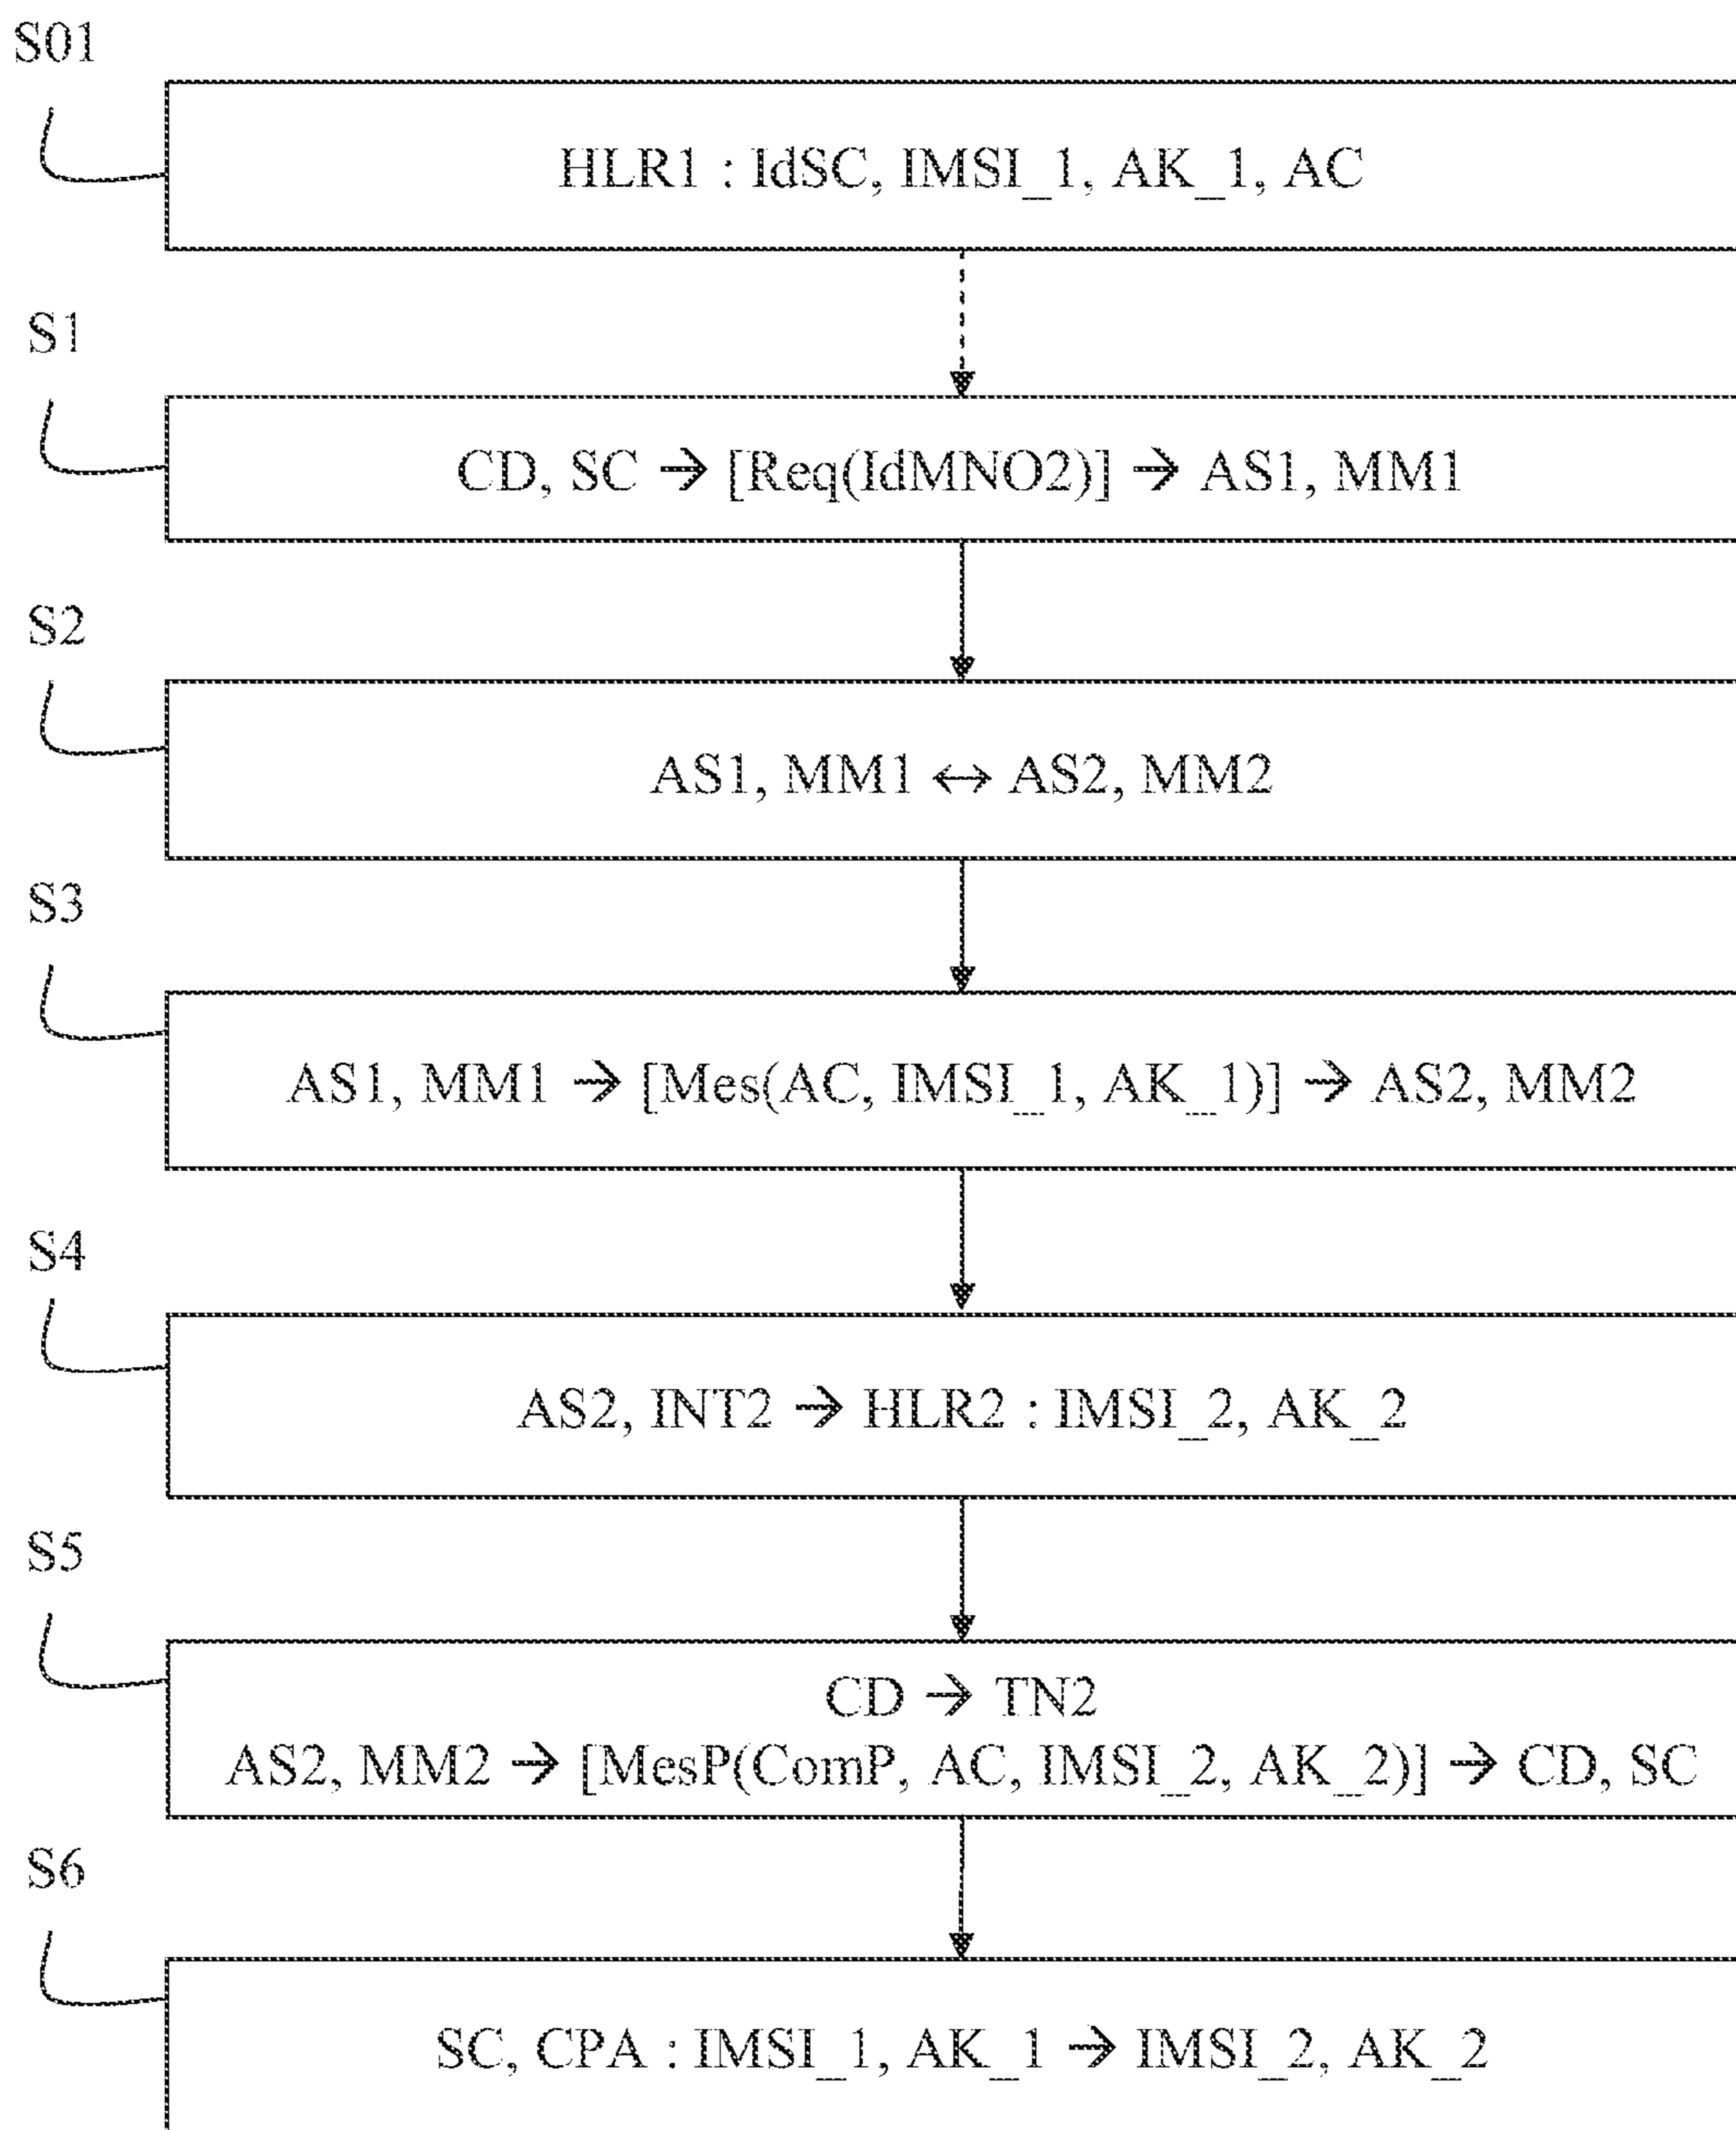 S01
HLR1 : IdSC, IMSI_1, AK_1, AC
S1
CD, SC → [Req(IdMNO2)] → AS1, MM1
S2
AS1, MM1 ↔ AS2, MM2
S3
AS1, MM1 → [Mes(AC, IMSI_1, AK_1)] → AS2, MM2
S4
AS2, INT2 → HLR2 : IMSI_2, AK_2
S5
CD → TN2
AS2, MM2 → [MesP(ComP, AC, IMSI_2, AK_2)] → CD, SC
S6
SC, CPA : IMSI_1, AK_1 → IMSI_2, AK_2